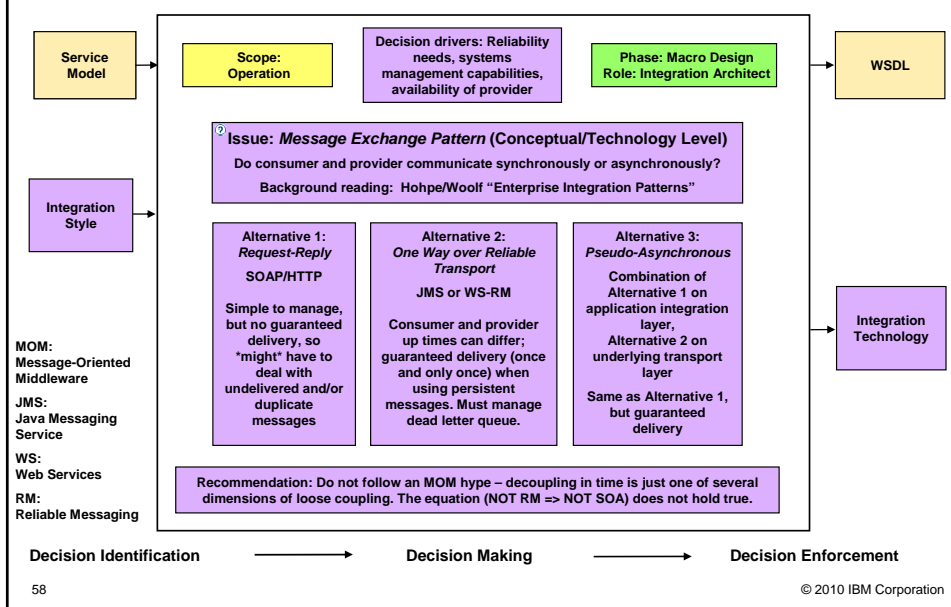 Service
Model
Scope:
Operation
Decision drivers: Reliability
needs, systems
management capabilities,
availability of provider
Phase: Macro Design
Role: Integration Architect
WSDL
? Issue: Message Exchange Pattern (Conceptual/Technology Level)
Do consumer and provider communicate synchronously or asynchronously?
Background reading: Hohpe/Woolf “Enterprise Integration Patterns”
Integration
Style
Alternative 1:
Request-Reply
SOAP/HTTP
Simple to manage,
but no guaranteed
delivery, so
*might* have to
deal with
undelivered and/or
duplicate
messages
Alternative 2:
One Way over Reliable
Transport
JMS or WS-RM
Consumer and provider
up times can differ;
guaranteed delivery (once
and only once) when
using persistent
messages. Must manage
dead letter queue.
Alternative 3:
Pseudo-Asynchronous
Combination of
Alternative 1 on
application integration
layer,
Alternative 2 on
underlying transport
layer
Same as Alternative 1,
but guaranteed
delivery
Integration
Technology
MOM:
Message-Oriented
Middleware
JMS:
Java Messaging
Service
WS:
Web Services
RM:
Reliable Messaging
Recommendation: Do not follow an MOM hype – decoupling in time is just one of several
dimensions of loose coupling. The equation (NOT RM => NOT SOA) does not hold true.
Decision Identification
Decision Making
Decision Enforcement
58
© 2010 IBM Corporation